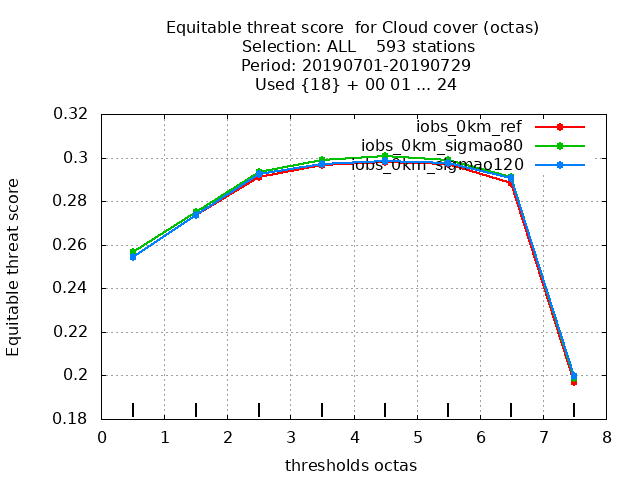 Equitable threat score  for Cloud cover (octas)
Selection: ALL    593 stations
Period: 20190701-20190729
Used {18} + 00 01 ... 24
iobs_0km_ref
iobs_0km_sigmao80
iobs_0km_sigmao120
Equitable threat score
0.32
0.3
0.28
0.26
0.24
0.22
0.2
0.18
0 1 2 3 4 5 6 7 8
thresholds octas